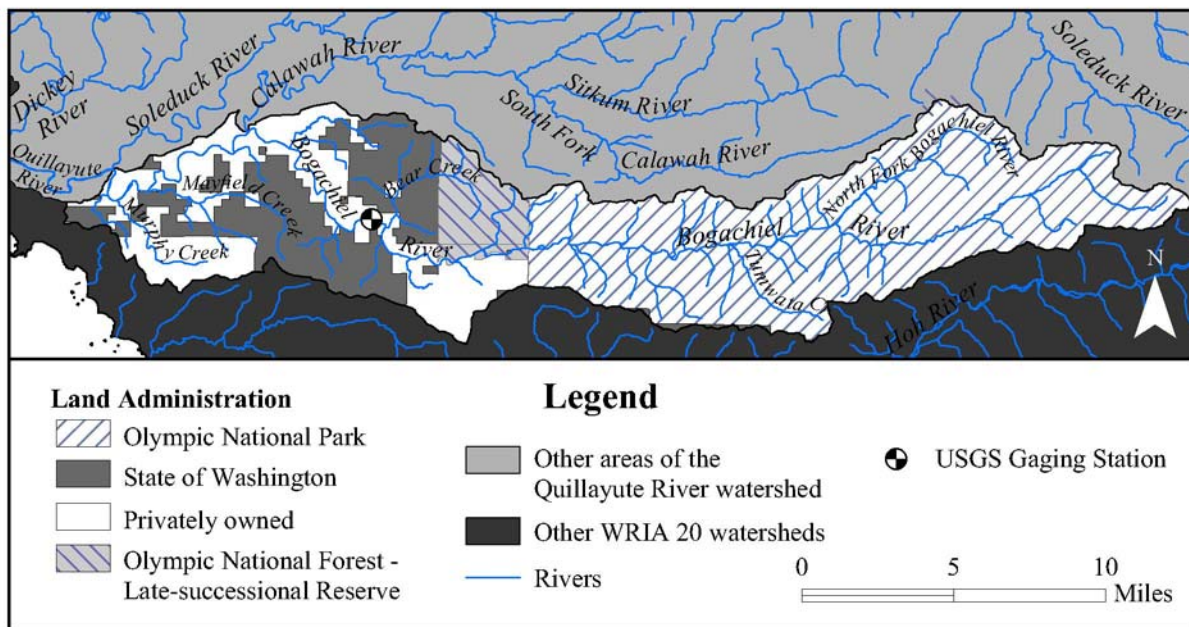 Dickey
River
Soleduck River
Calawah River
Sitkum River
South Fork
Calawah River
Soleduck River
Quillayute
River
Bogachiel
River
Mayfield Creek
Murphy Creek
Bear Creek
North Fork Bogachiel River
Bogachiel
River
Tumwata C
Hoh River
N
Legend
Land Administration
Olympic National Park
State of Washington
Privately owned
Olympic National Forest -
Late-successional Reserve
Other areas of the
Quillayute River watershed
Other WRIA 20 watersheds
Rivers
USGS Gaging Station
0 5 10
Miles